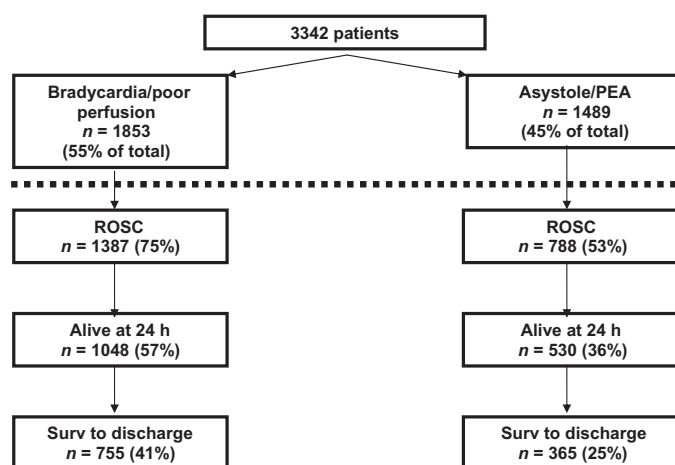 3342 patients
Bradycardia/poor
perfusion
n = 1853
(55% of total)
Asystole/PEA
n = 1489
(45% of total)
ROSC
n = 1387 (75%)
ROSC
n = 788 (53%)
Alive at 24 h
n = 1048 (57%)
Alive at 24 h
n = 530 (36%)
Surv to discharge
n = 755 (41%)
Surv to discharge
n = 365 (25%)